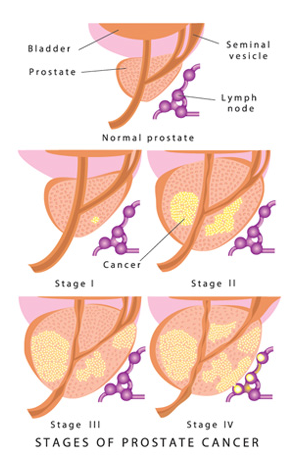 Bladder
Seminal
vesicle
Prostate
Lymph
node
Normal prostate
Cancer
Stage I
Stage II
Stage III
Stage IV
STAGES OF PROSTATE CANCER